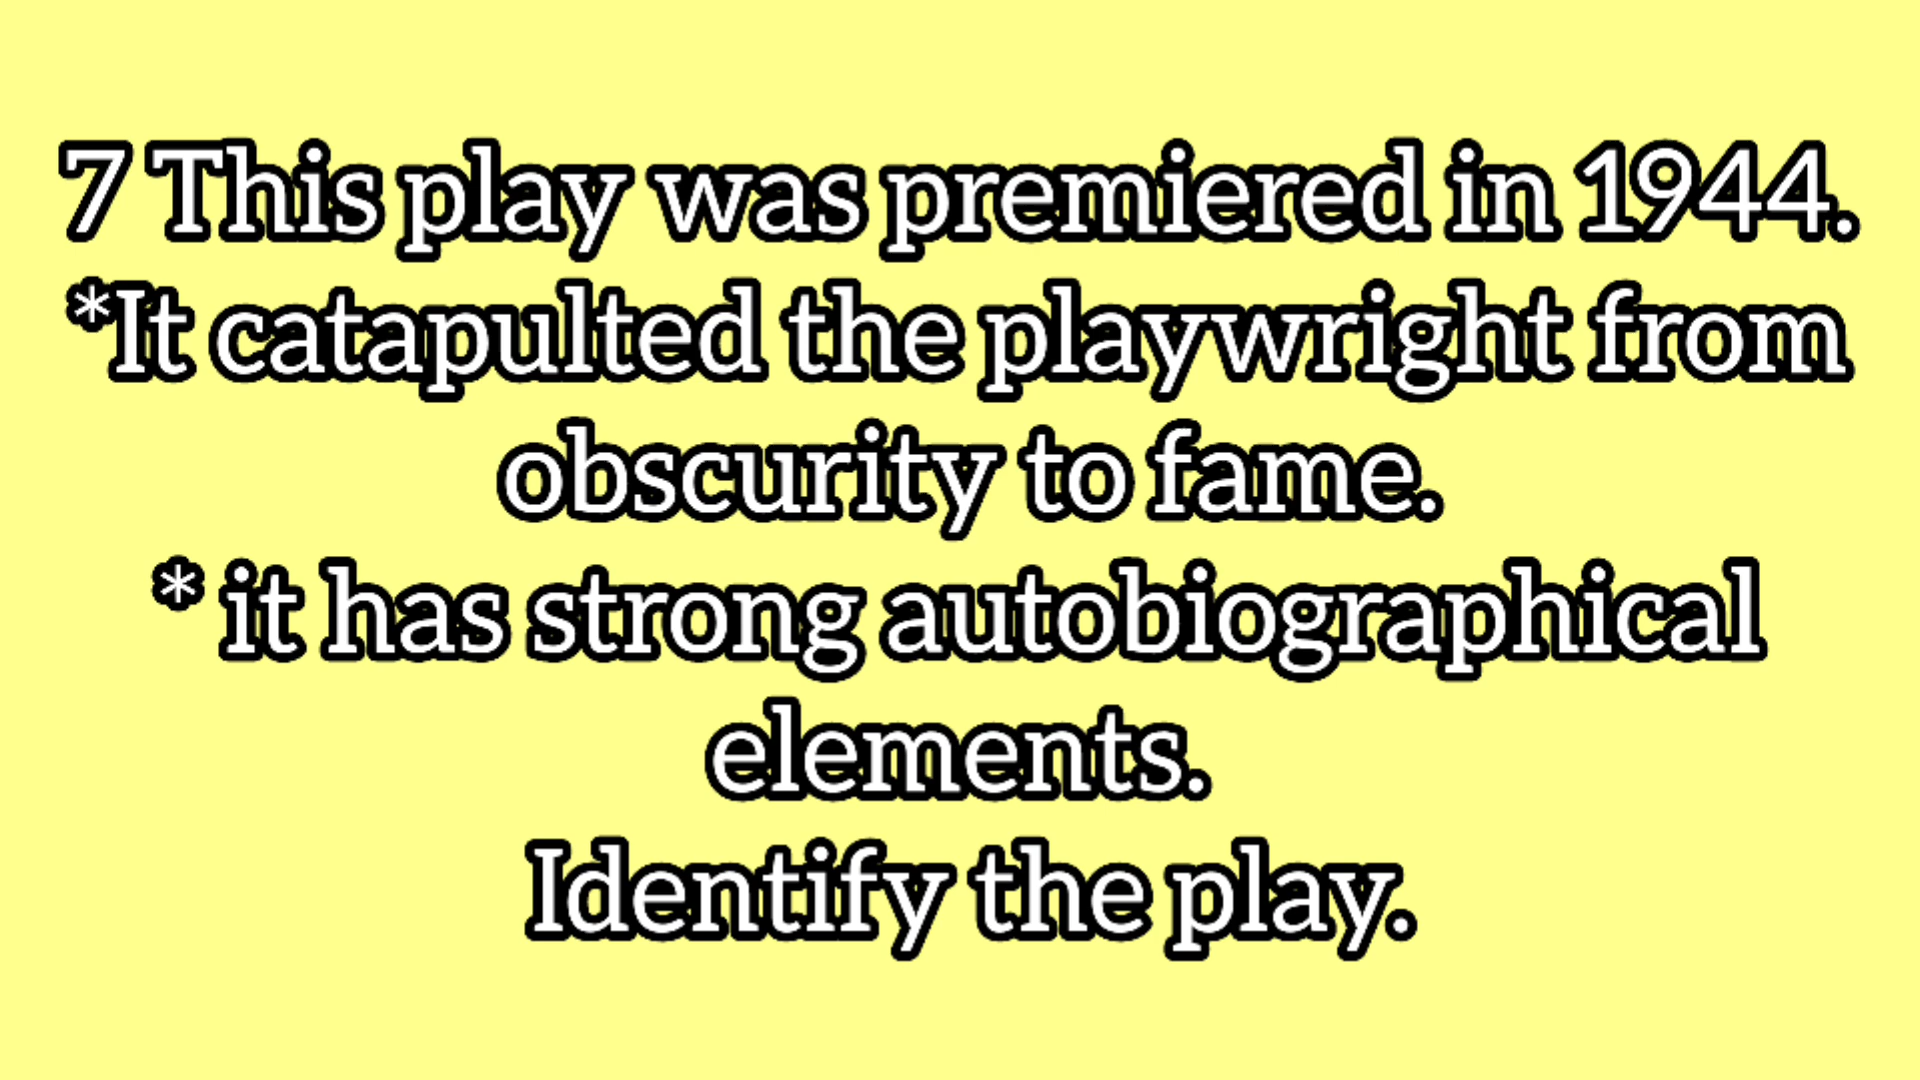 7 This play was premiered in 1944.
*It catapulted the playwright from
obscurity to fame.
* it has strong autobiographical
elements.
Identify the play.